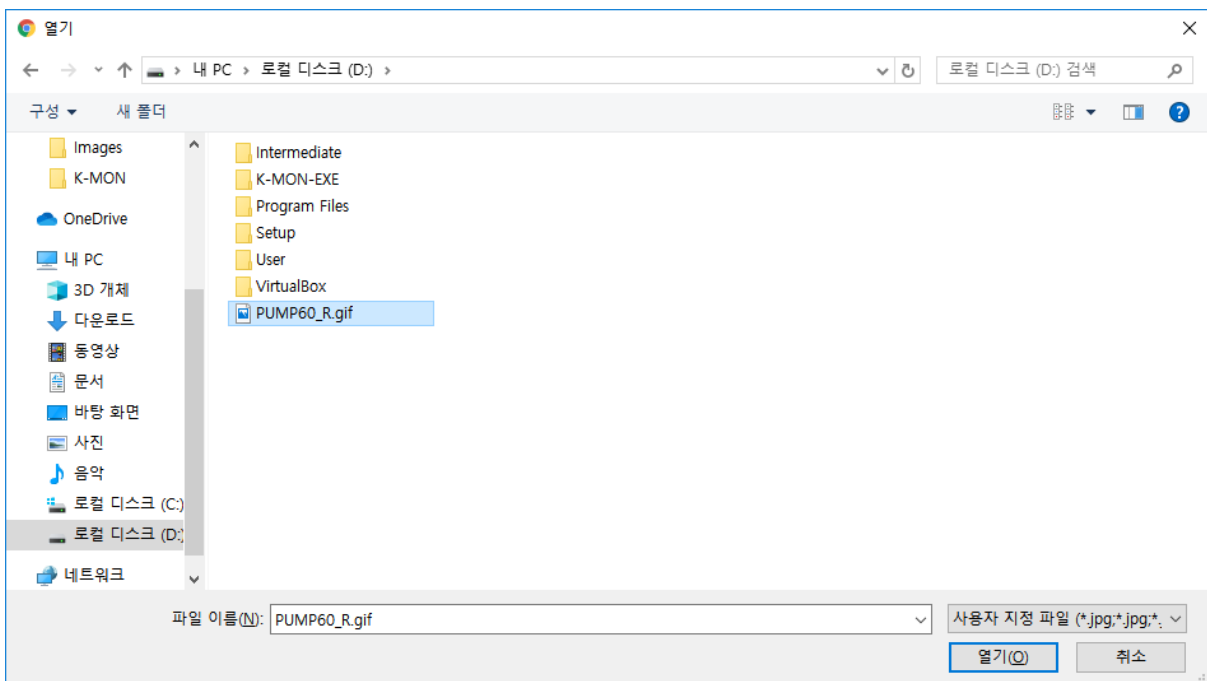 열기
내 PC > 로컬 디스크 (D:) >
로컬 디스크 (D:) 검색
구성
새 폴더
Images
K-MON
OneDrive
내 PC
3D 개체
다운로드
동영상
문서
바탕 화면
사진
음악
로컬 디스크 (C:)
로컬 디스크 (D:)
네트워크
Intermediate
K-MON-EXE
Program Files
Setup
User
VirtualBox
PUMP60_R.gif
파일 이름(N): PUMP60_R.gif
사용자 지정 파일 (*.jpg;*.jpg;*.
열기(O)
취소